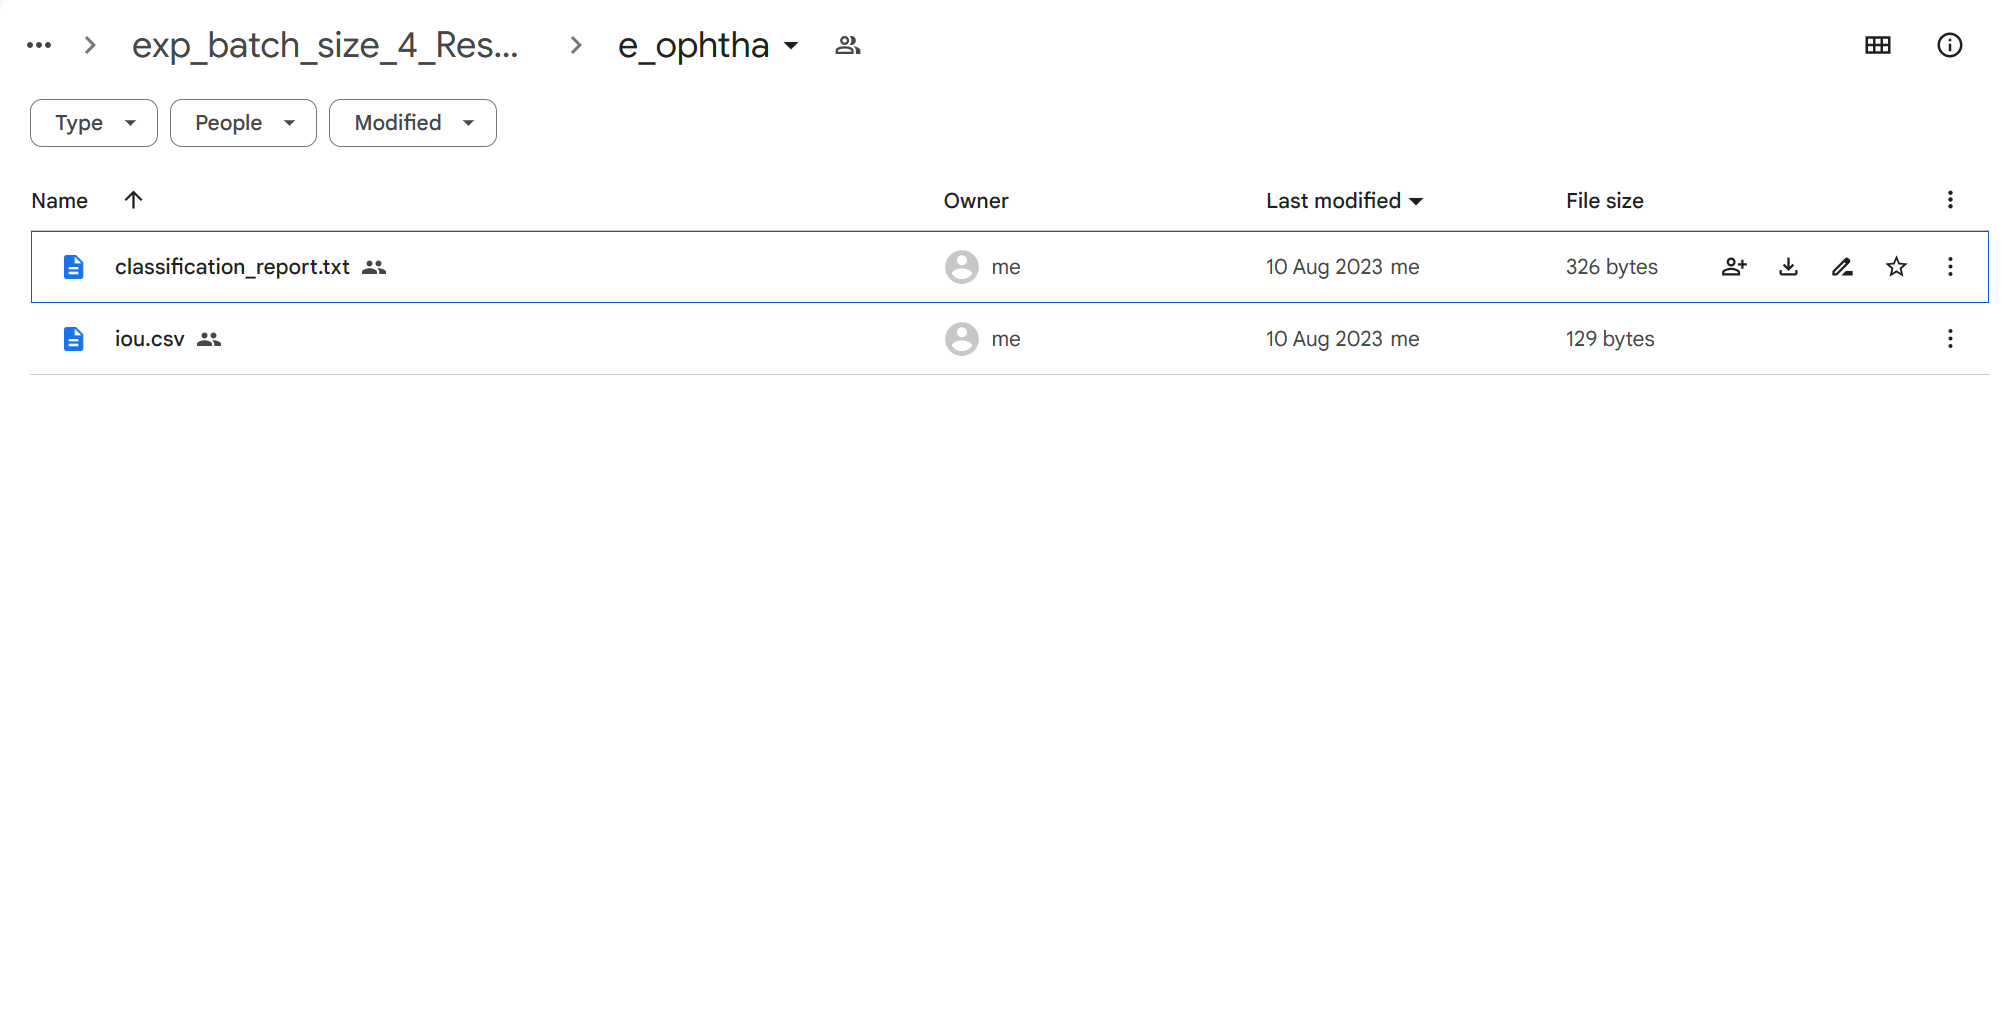 exp_batch_size_4_Res... e_ophtha
Type People Modified
Name Owner Last modified File size
classification_report.txt me 10 Aug 2023 me 326 bytes
iou.csv me 10 Aug 2023 me 129 bytes